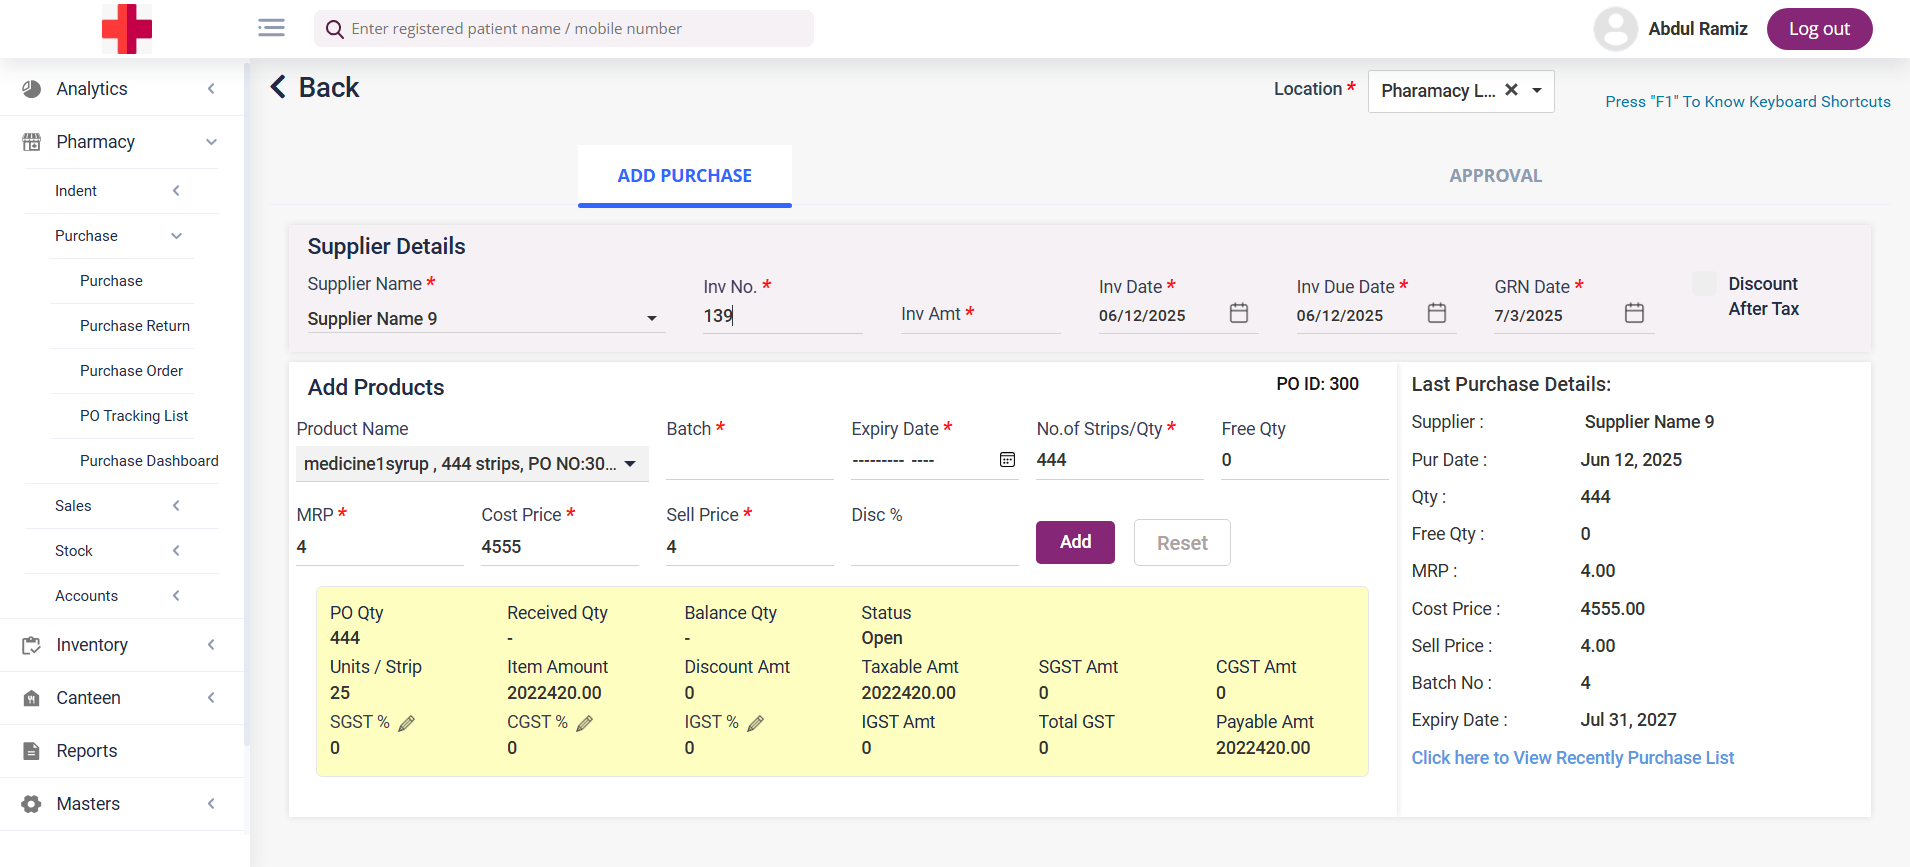 Enter registered patient name / mobile number
Abdul Ramiz
Log out
Analytics
Pharmacy
Indent
Purchase
Purchase
Purchase Return
Purchase Order
PO Tracking List
Purchase Dashboard
Sales
Stock
Accounts
Inventory
Canteen
Reports
Masters
Back
Location *
Pharamacy L...
Press "F1" To Know Keyboard Shortcuts
ADD PURCHASE
APPROVAL
Supplier Details
Supplier Name *
Supplier Name 9
Inv No. *
139
Inv Amt *
Inv Date *
06/12/2025
Inv Due Date *
06/12/2025
GRN Date *
7/3/2025
Discount
After Tax
Add Products
PO ID: 300
Product Name
medicine1syrup , 444 strips, PO NO:30...
Batch *
Expiry Date *
--------- ----
No.of Strips/Qty *
444
Free Qty
0
MRP *
4
Cost Price *
4555
Sell Price *
4
Disc %
Add
Reset
PO Qty
444
Received Qty
-
Balance Qty
-
Status
Open
Units / Strip
25
Item Amount
2022420.00
Discount Amt
0
Taxable Amt
2022420.00
SGST Amt
0
CGST Amt
0
SGST %
0
CGST %
0
IGST %
0
IGST Amt
0
Total GST
0
Payable Amt
2022420.00
Last Purchase Details:
Supplier : Supplier Name 9
Pur Date : Jun 12, 2025
Qty : 444
Free Qty : 0
MRP : 4.00
Cost Price : 4555.00
Sell Price : 4.00
Batch No : 4
Expiry Date : Jul 31, 2027
Click here to View Recently Purchase List